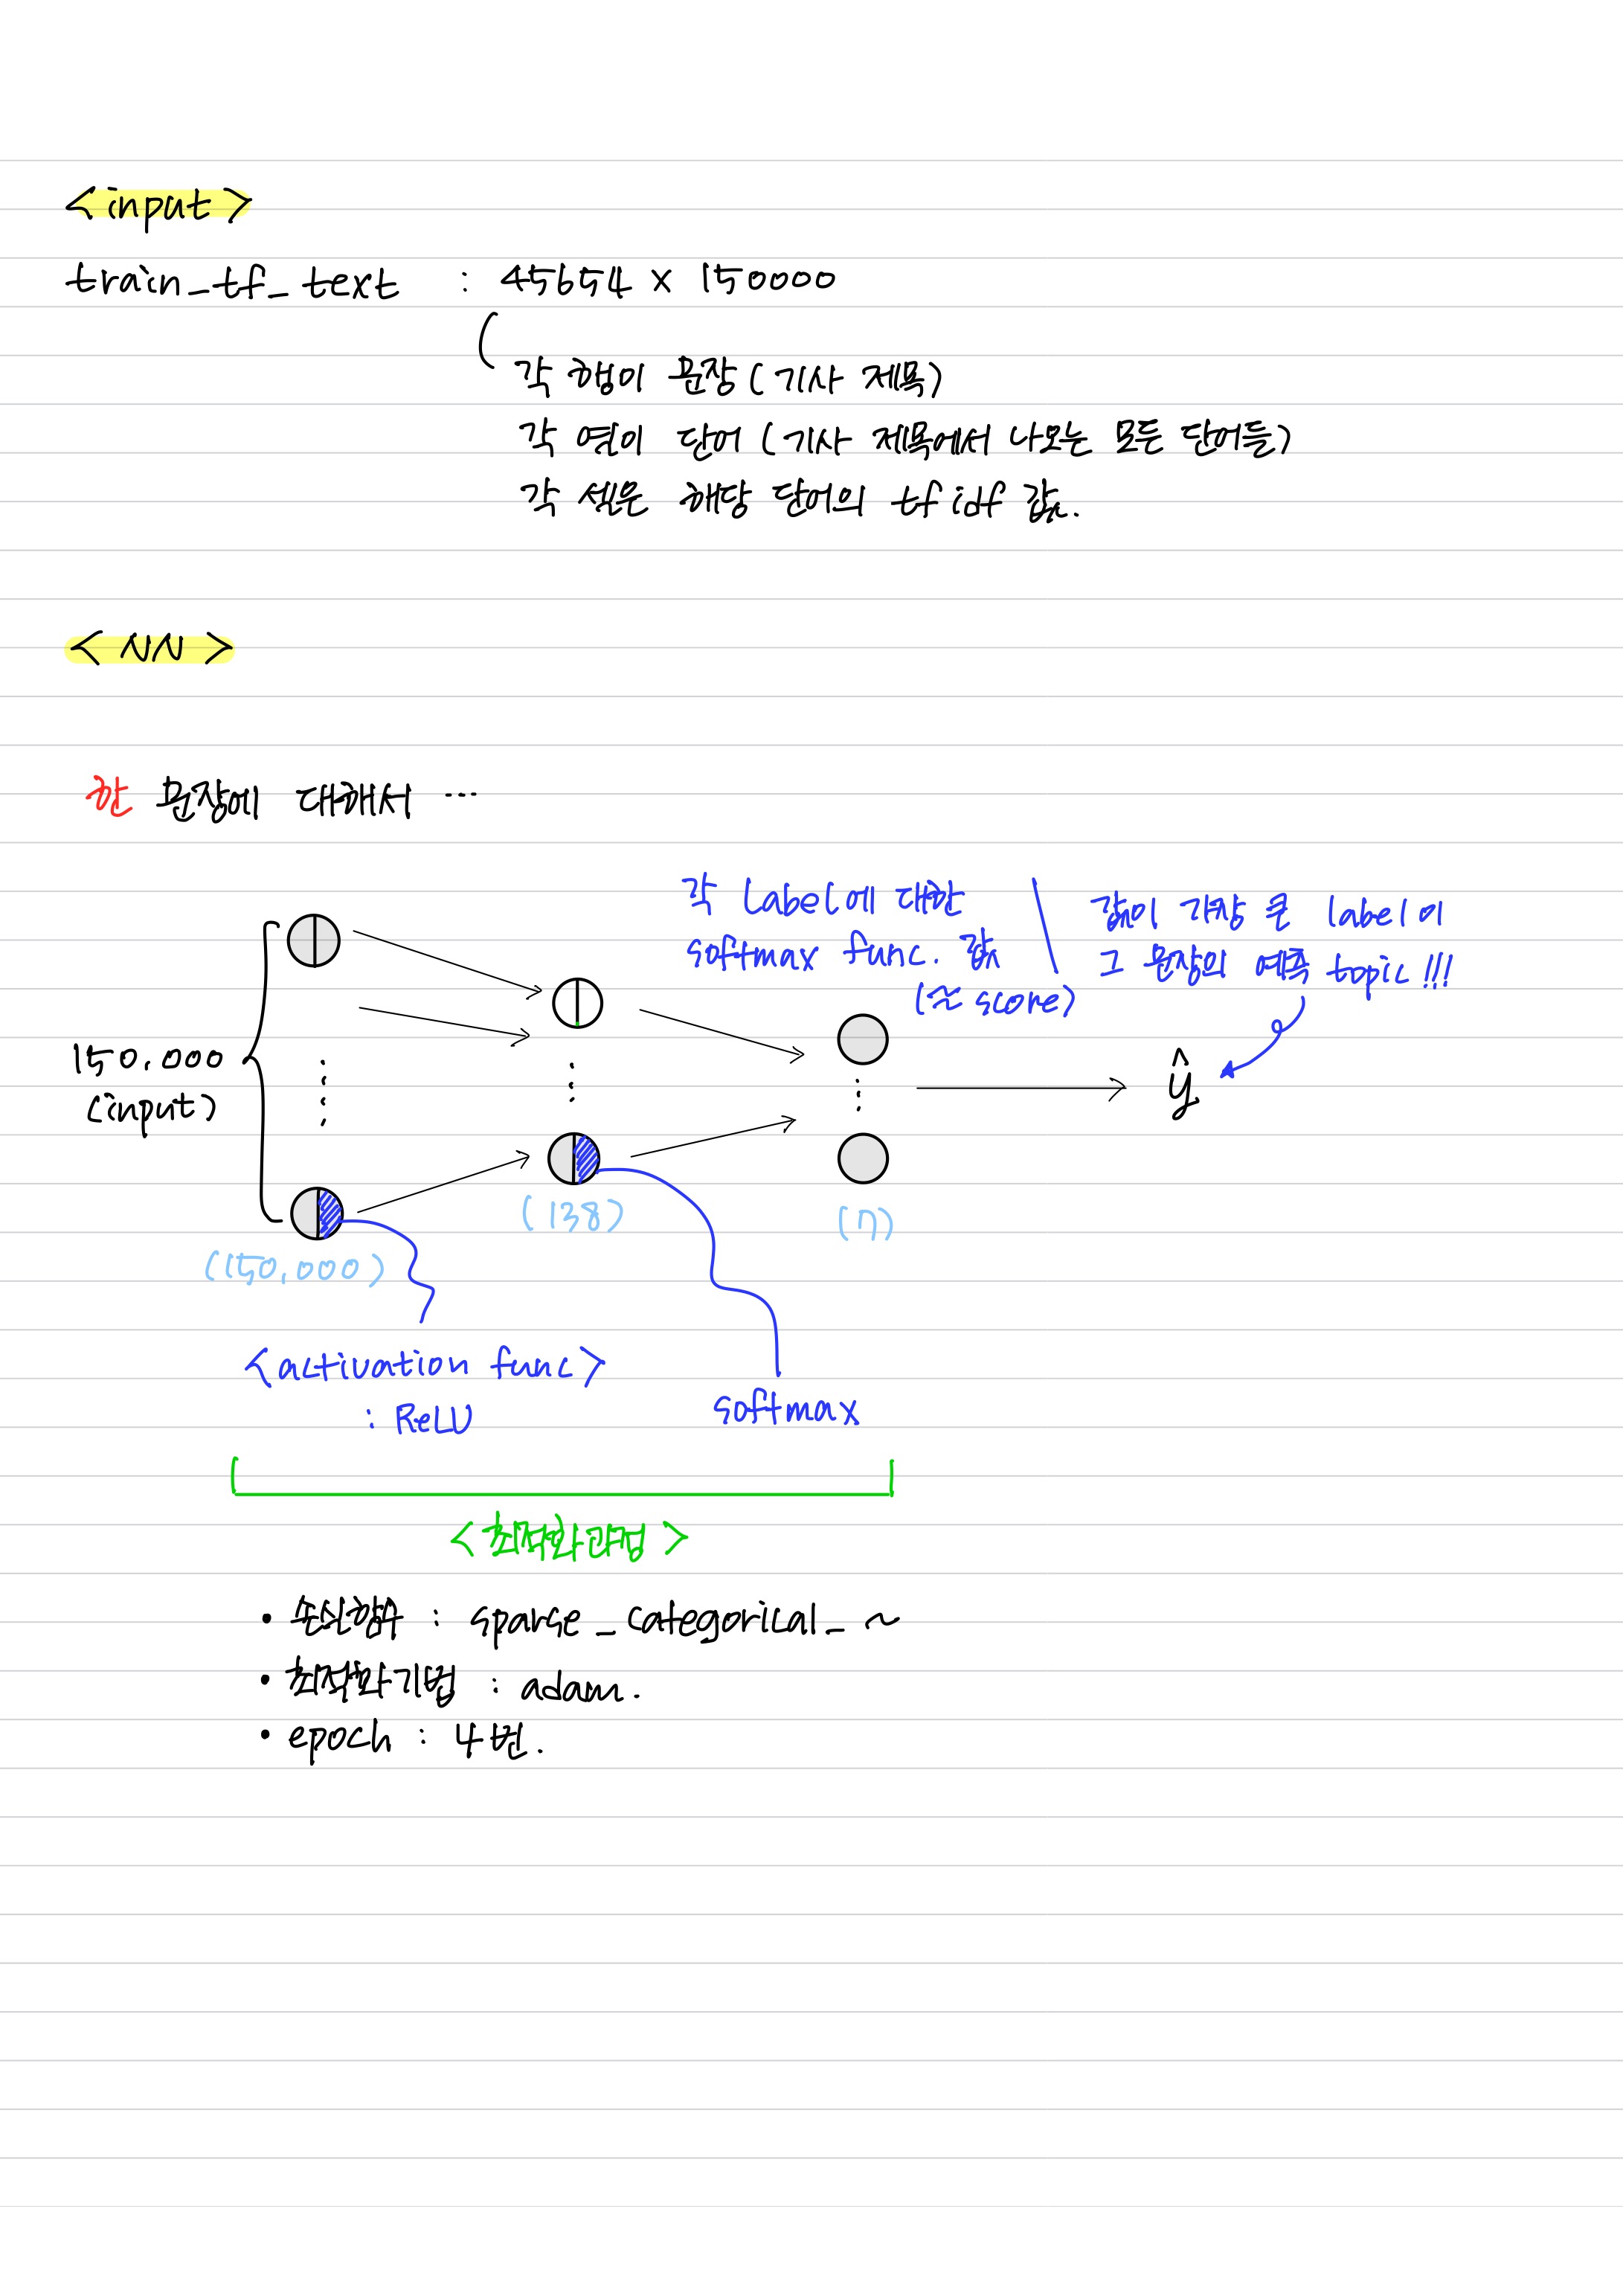 <input>
train_tf_text : 45654 x 150000
각 행이 문장 (기사 제목)
각 열이 단어 (기사 제목에서 나오는 모든 단어들)
각 셀은 해당 단어의 tf idf 값.
< NN >
한 문장에 대해서 ...
각 label에 대한
softmax func. 값
(≈ score)
값이 가장 큰 label이
그 문장의 예측 topic !!!
150,000
(input)
ŷ
(138)
(7)
(150,000)
<activation func>
: ReLU
softmax
<최적화 과정>
• 손실함수 : sparse_categorical_ ~
• 최적화 기법 : adam.
• epoch : 4번.